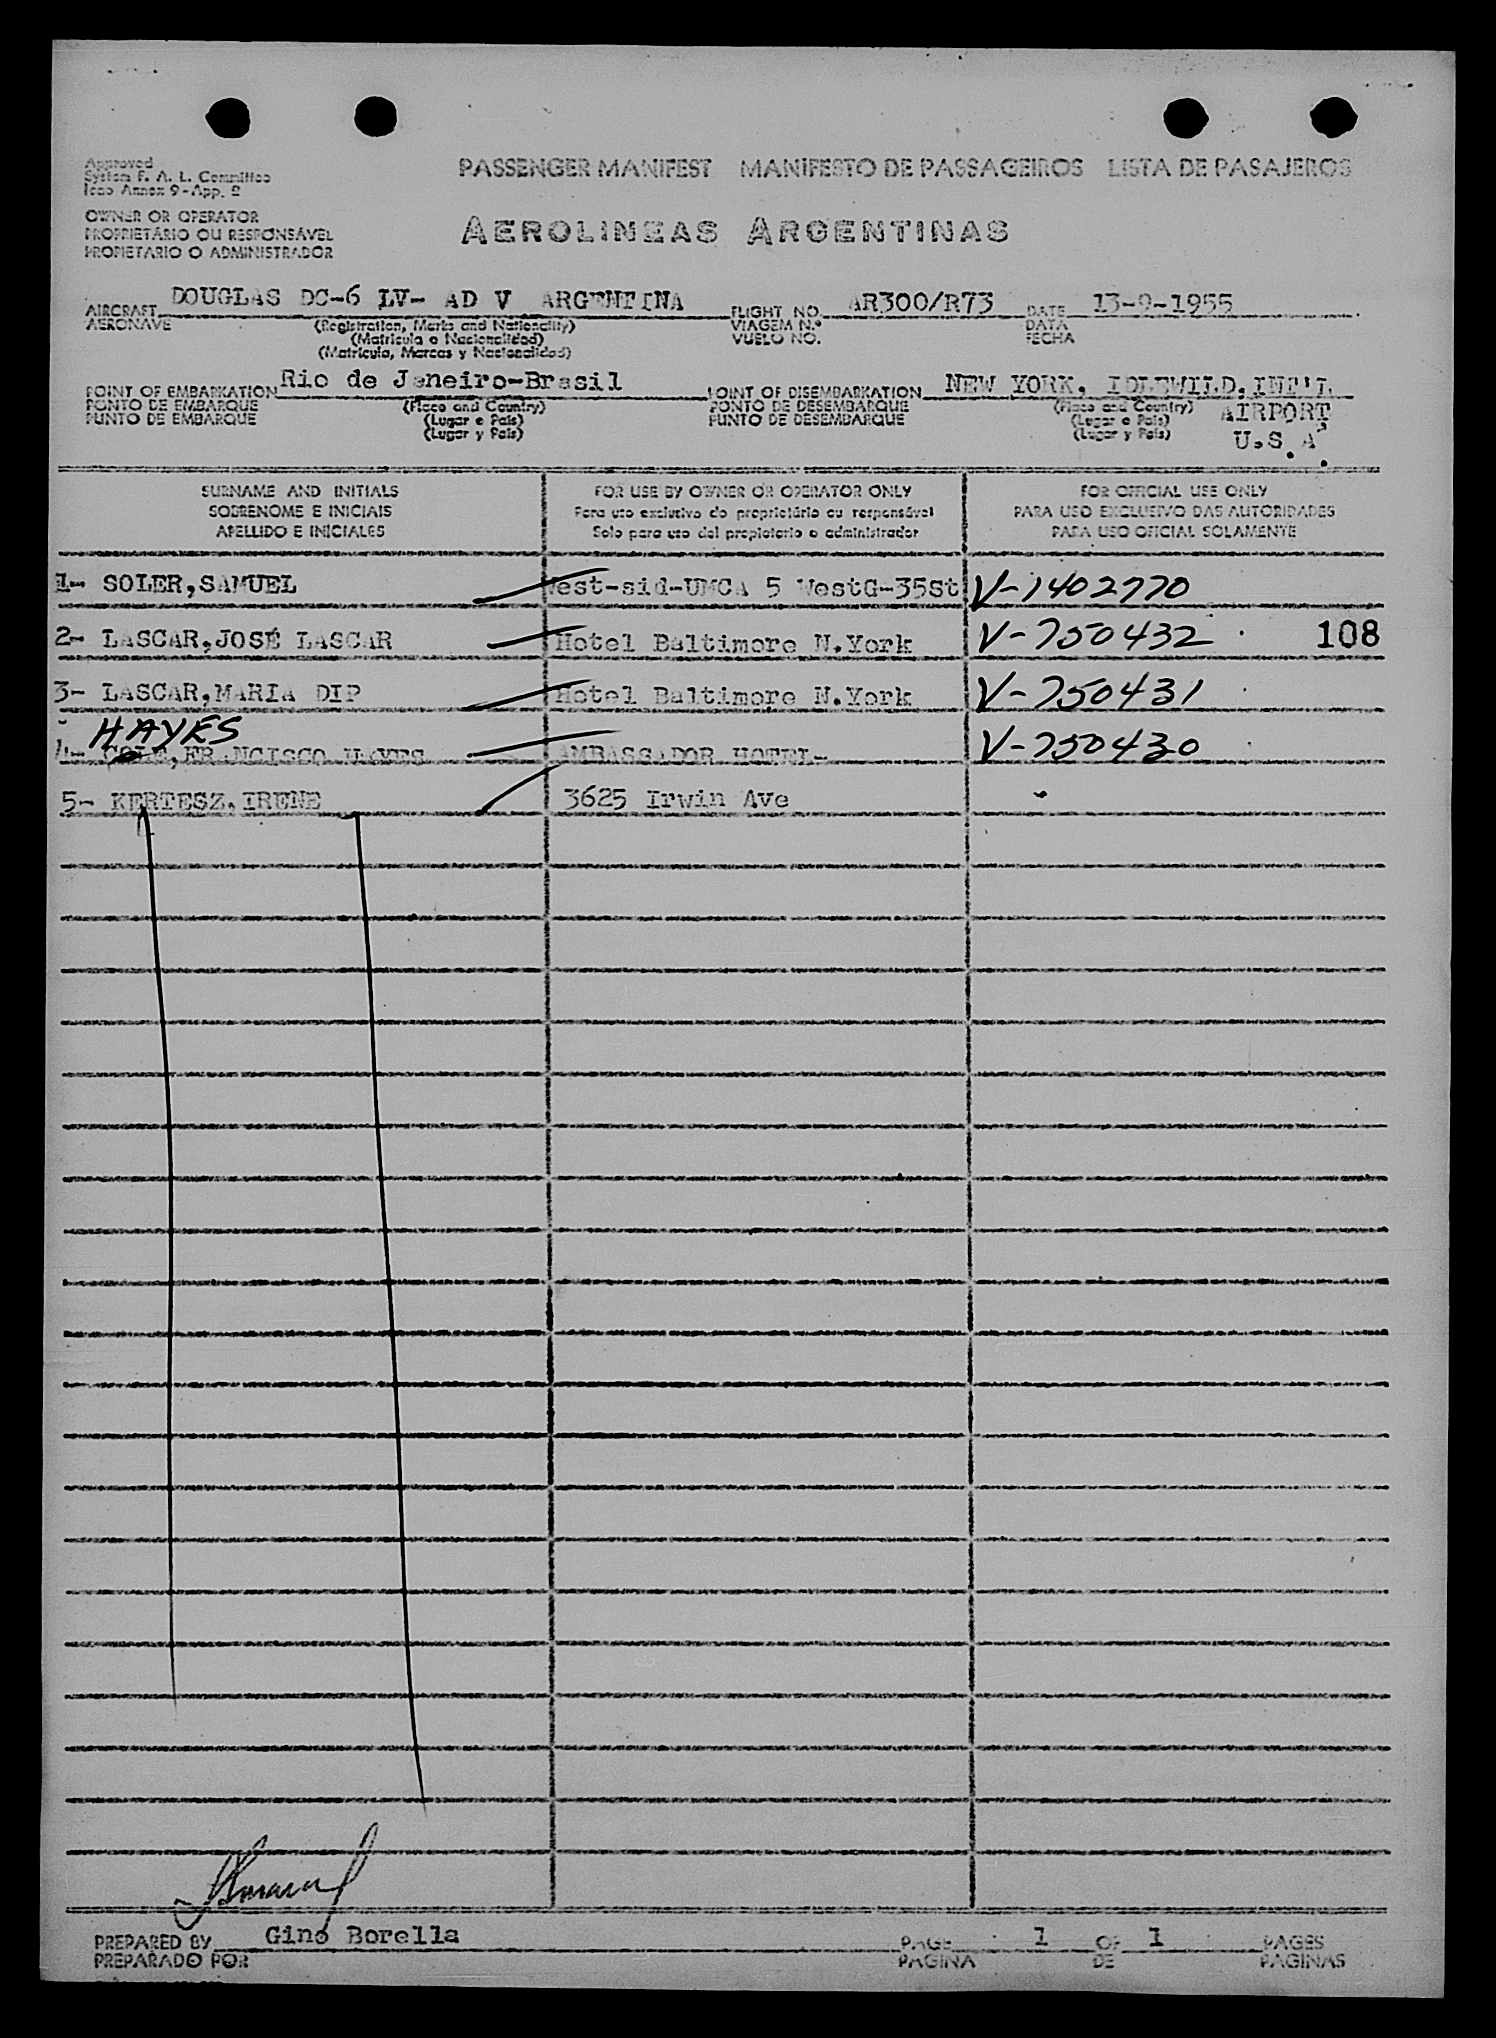 Approved
System F. A. L. Committee
Icao Annex 9-App. 2
PASSENGER MANIFEST MANIFESTO DE PASSAGEIROS LISTA DE PASAJEROS
OWNER OR OPERATOR
PROPRIETÁRIO OU RESPONSÁVEL
PROPIETARIO O ADMINISTRADOR
AEROLINEAS ARGENTINAS
AIRCRAFT DOUGLAS DC-6 LV- AD V ARGENTINA FLIGHT NO. AR300/R73 DATE 13-9-1955
AERONAVE (Registration, Marks and Nationality) VIAGEM N.º DATA
(Matricula e Nacionalidad) VUELO NO. FECHA
(Matricula, Marcas y Nacionalidad)
POINT OF EMBARKATION Rio de Janeiro-Brasil POINT OF DISEMBARKATION NEW YORK, IDLEWILD, INT'L
PONTO DE EMBARQUE (Place and Country) PONTO DE DESEMBARQUE (Place and Country) AIRPORT
PUNTO DE EMBARQUE (Lugar e Pais) PUNTO DE DESEMBARQUE (Lugar e Pais)
(Lugar y Pais) (Lugar y Pais) U.S.A.
SURNAME AND INITIALS FOR USE BY OWNER OR OPERATOR ONLY FOR OFFICIAL USE ONLY
SOBRENOME E INICIAIS Para uso exclusivo do proprietário ou responsável PARA USO EXCLUSIVO DAS AUTORIDADES
APELLIDO E INICIALES Solo para uso del propietario o administrador PARA USO OFICIAL SOLAMENTE
1- SOLER,SAMUEL West-sid-UMCA 5 WestG-35St V-1402770
2- LASCAR,JOSÉ LASCAR Hotel Baltimore N.York V-750432 108
3- LASCAR,MARIA DIP Hotel Baltimore N.York V-750431
HAYES
4- COLE,FRANCISCO HAYES AMBASSADOR HOTEL- V-750430
5- KERTESZ,IRENE 3625 Irwin Ave
PREPARED BY Gino Borella PAGE 1 OF 1 PAGES
PREPARADO POR PAGINA DE PAGINAS